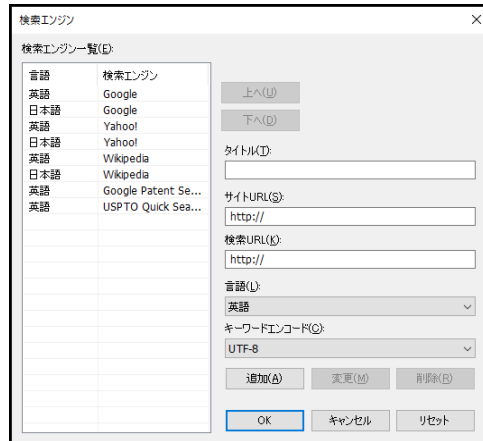 検索エンジン
検索エンジン一覧(E):
言語 検索エンジン
英語 Google
日本語 Google
英語 Yahoo!
日本語 Yahoo!
英語 Wikipedia
日本語 Wikipedia
英語 Google Patent Se...
英語 USPTO Quick Sea...
上へ(U)
下へ(D)
タイトル(T):
サイトURL(S):
http://
検索URL(K):
http://
言語(L):
英語
キーワードエンコード(C):
UTF-8
追加(A) 変更(M) 削除(R)
OK キャンセル リセット